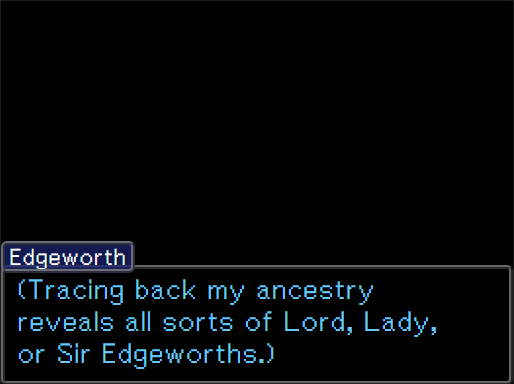 Edgeworth
(Tracing back my ancestry
reveals all sorts of Lord, Lady,
or Sir Edgeworths.)